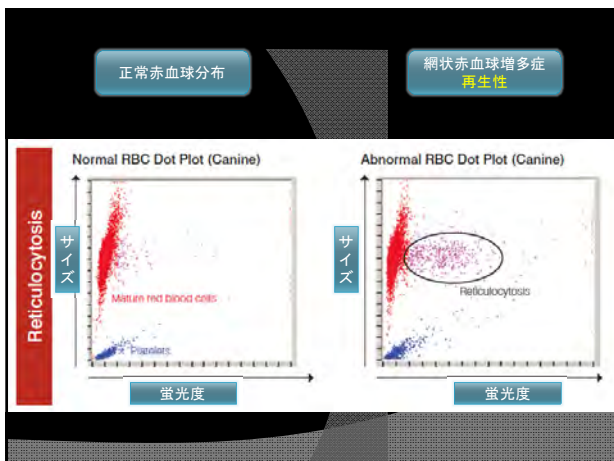 正常赤血球分布
網状赤血球増多症
再生性
Normal RBC Dot Plot (Canine)
Abnormal RBC Dot Plot (Canine)
Reticulocytosis
サイズ
Mature red blood cells
Platelets
蛍光度
サイズ
Reticulocytosis
蛍光度